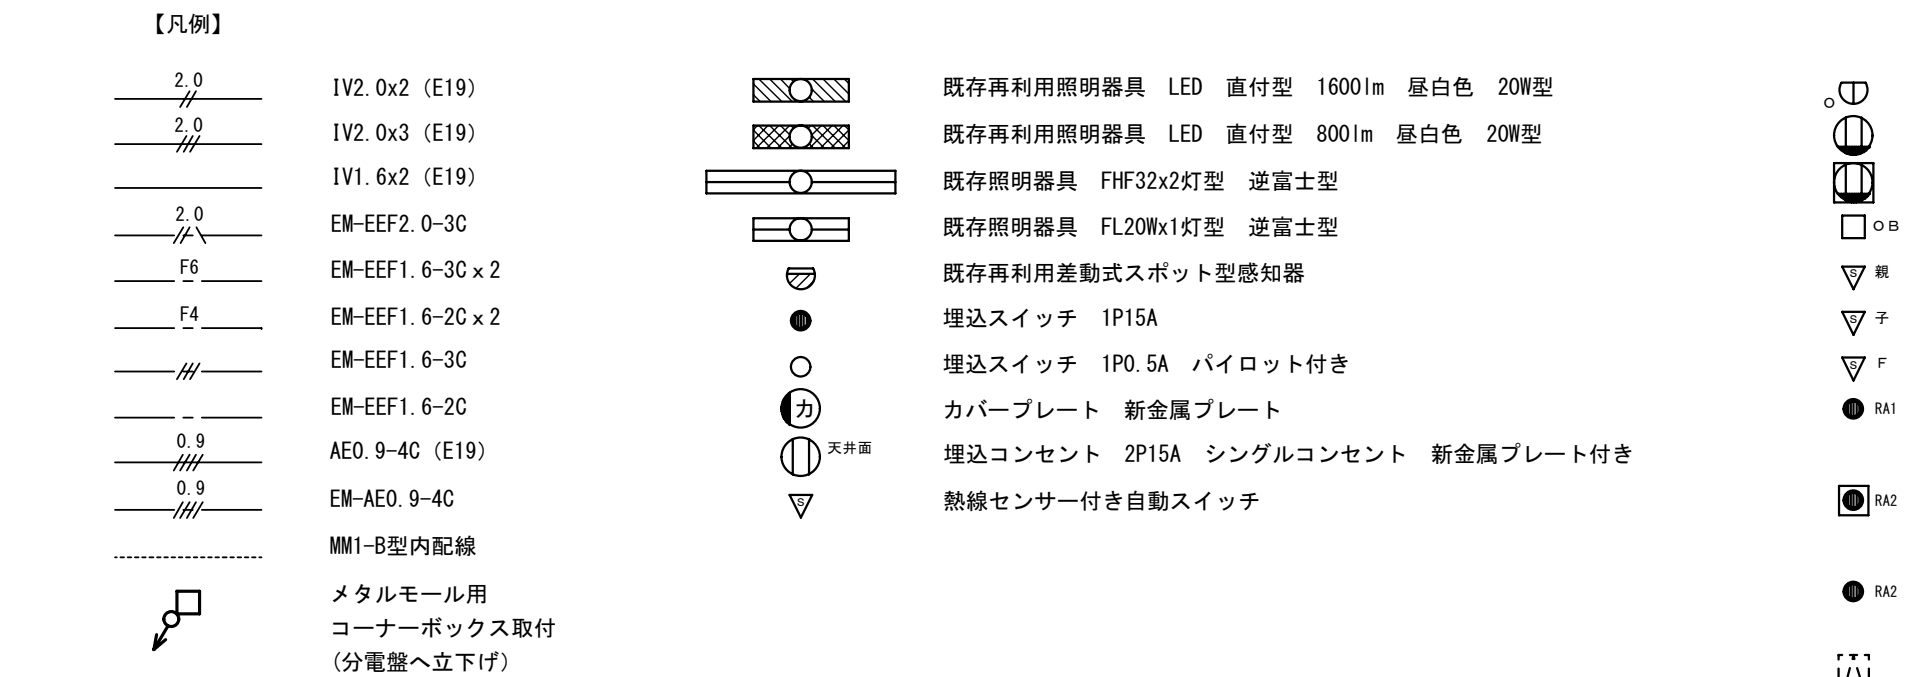 【凡例】
2.0
IV2.0x2（E19）
2.0
IV2.0x3（E19）
IV1.6x2（E19）
2.0
EM-EEF2.0-3C
F6
EM-EEF1.6-3C×2
F4
EM-EEF1.6-2C×2
EM-EEF1.6-3C
EM-EEF1.6-2C
0.9
AE0.9-4C（E19）
0.9
EM-AE0.9-4C
MM1-B型内配線
メタルモール用
コーナーボックス取付
（分電盤へ立下げ）
既存再利用照明器具　LED　直付型　1600lm　昼白色　20W型
既存再利用照明器具　LED　直付型　800lm　昼白色　20W型
既存照明器具　FHF32x2灯型　逆富士型
既存照明器具　FL20Wx1灯型　逆富士型
既存再利用差動式スポット型感知器
埋込スイッチ　1P15A
埋込スイッチ　1P0.5A　パイロット付き
カ
カバープレート　新金属プレート
天井面
埋込コンセント　2P15A　シングルコンセント　新金属プレート付き
S
熱線センサー付き自動スイッチ
OB
S 親
S 子
S F
RA1
RA2
RA2